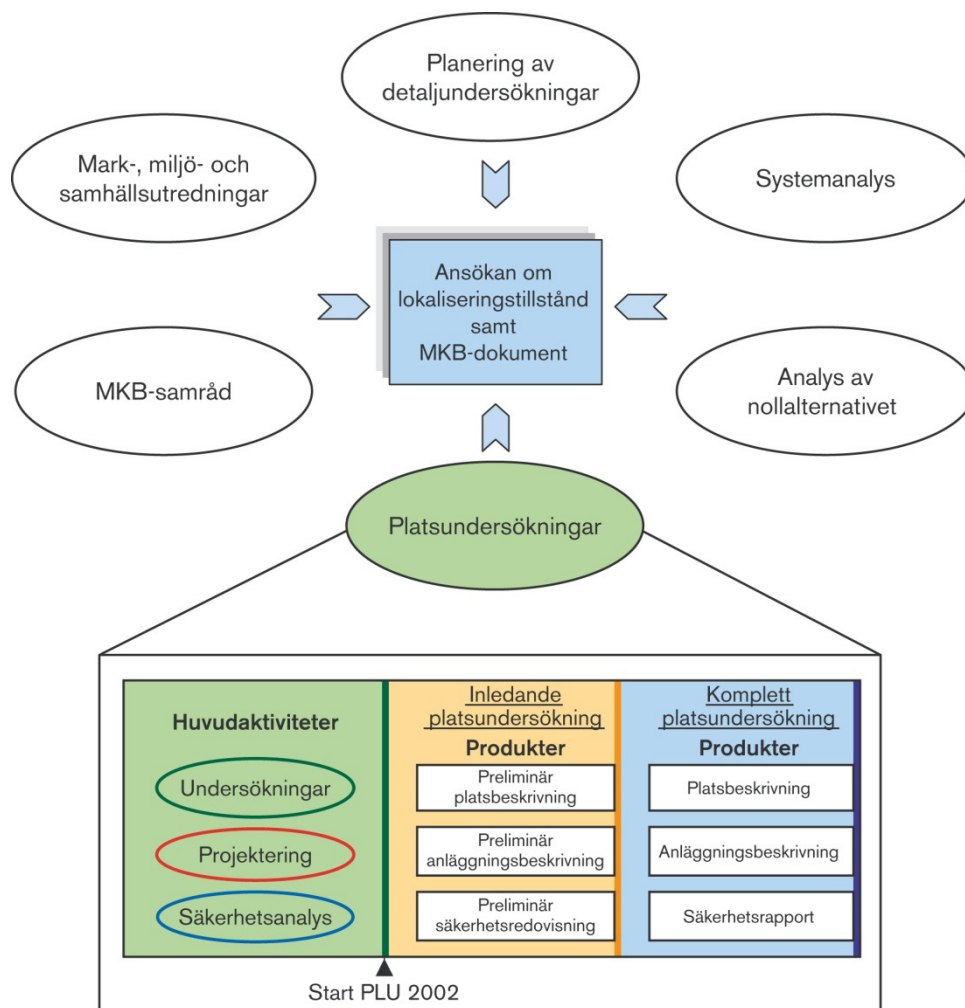 Planering av
detaljundersökningar
Mark-, miljö- och
samhällsutredningar
Systemanalys
Ansökan om
lokaliseringstillstånd
samt
MKB-dokument
MKB-samråd
Analys av
nollalternativet
Platsundersökningar
Huvudaktiviteter
Undersökningar
Projektering
Säkerhetsanalys
Inledande
platsundersökning
Produkter
Preliminär
platsbeskrivning
Preliminär
anläggningsbeskrivning
Preliminär
säkerhetsredovisning
Komplett
platsundersökning
Produkter
Platsbeskrivning
Anläggningsbeskrivning
Säkerhetsrapport
Start PLU 2002